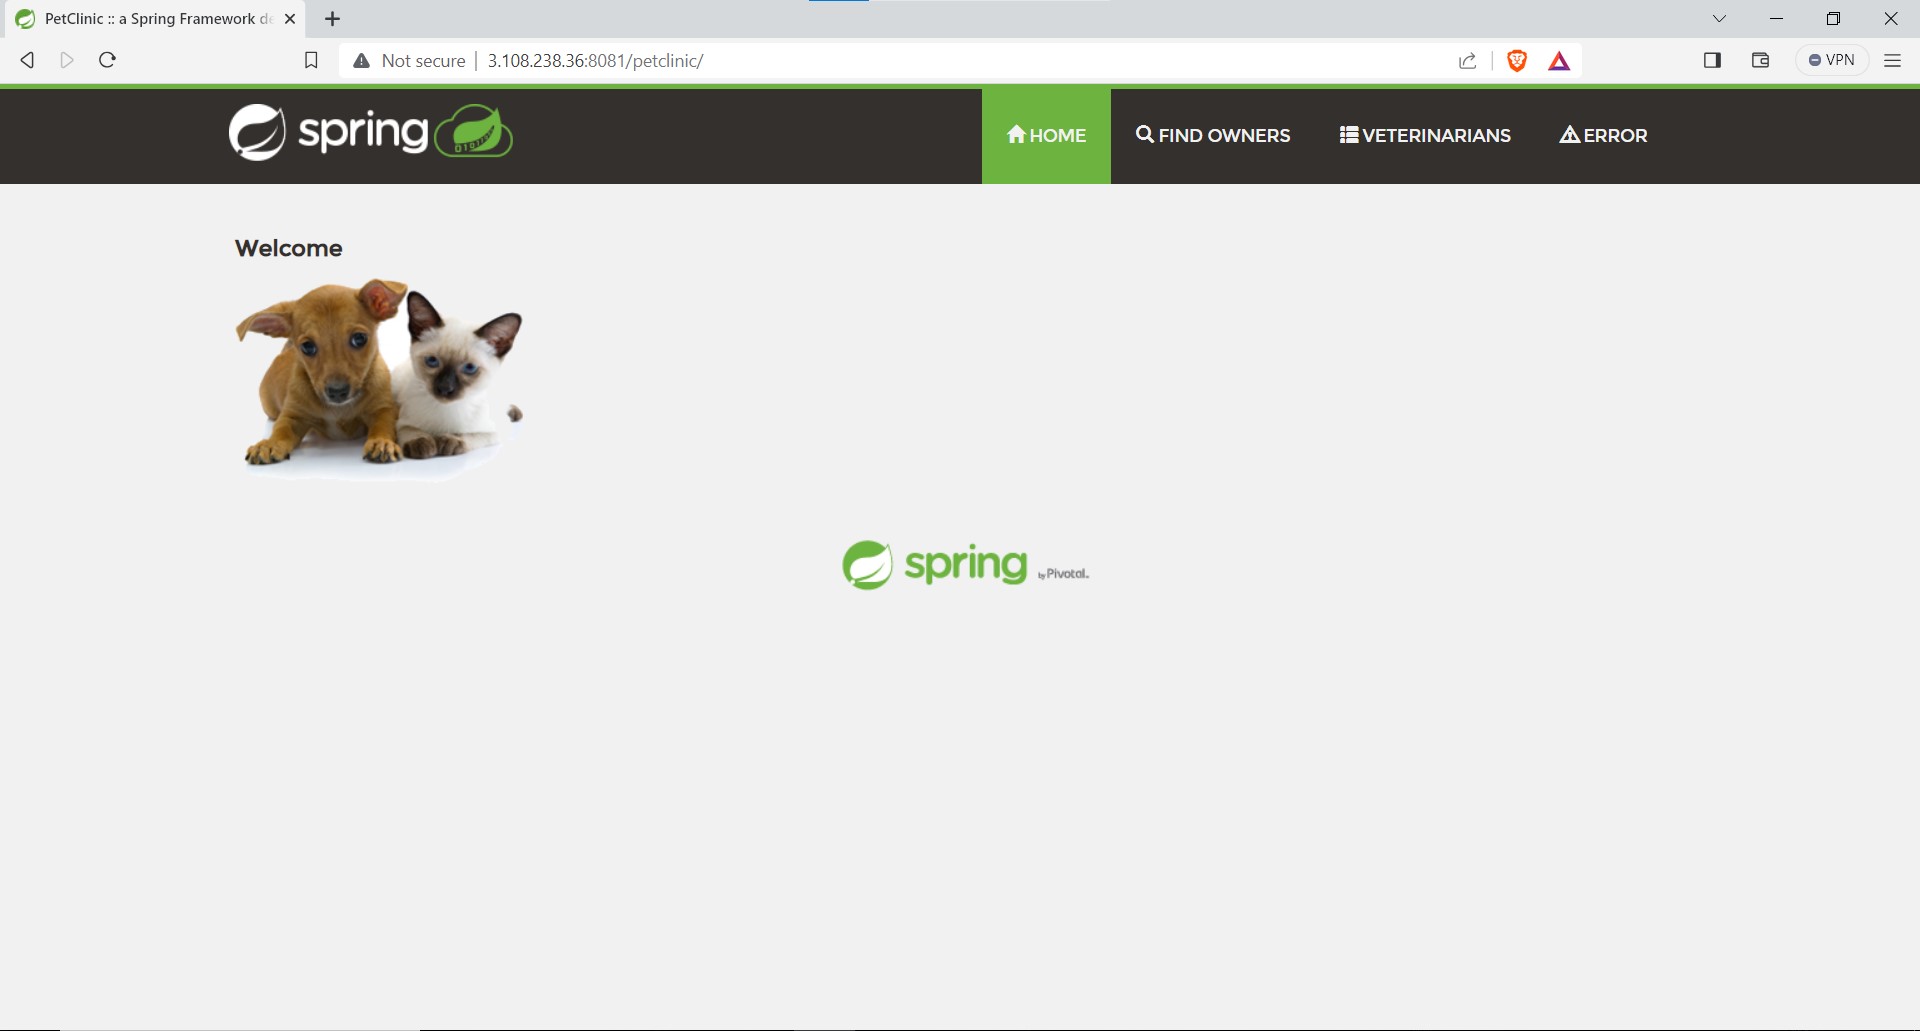 PetClinic :: a Spring Framework de
Not secure 3.108.238.36:8081/petclinic/
VPN
spring
HOME
FIND OWNERS
VETERINARIANS
ERROR
Welcome
spring by Pivotal.